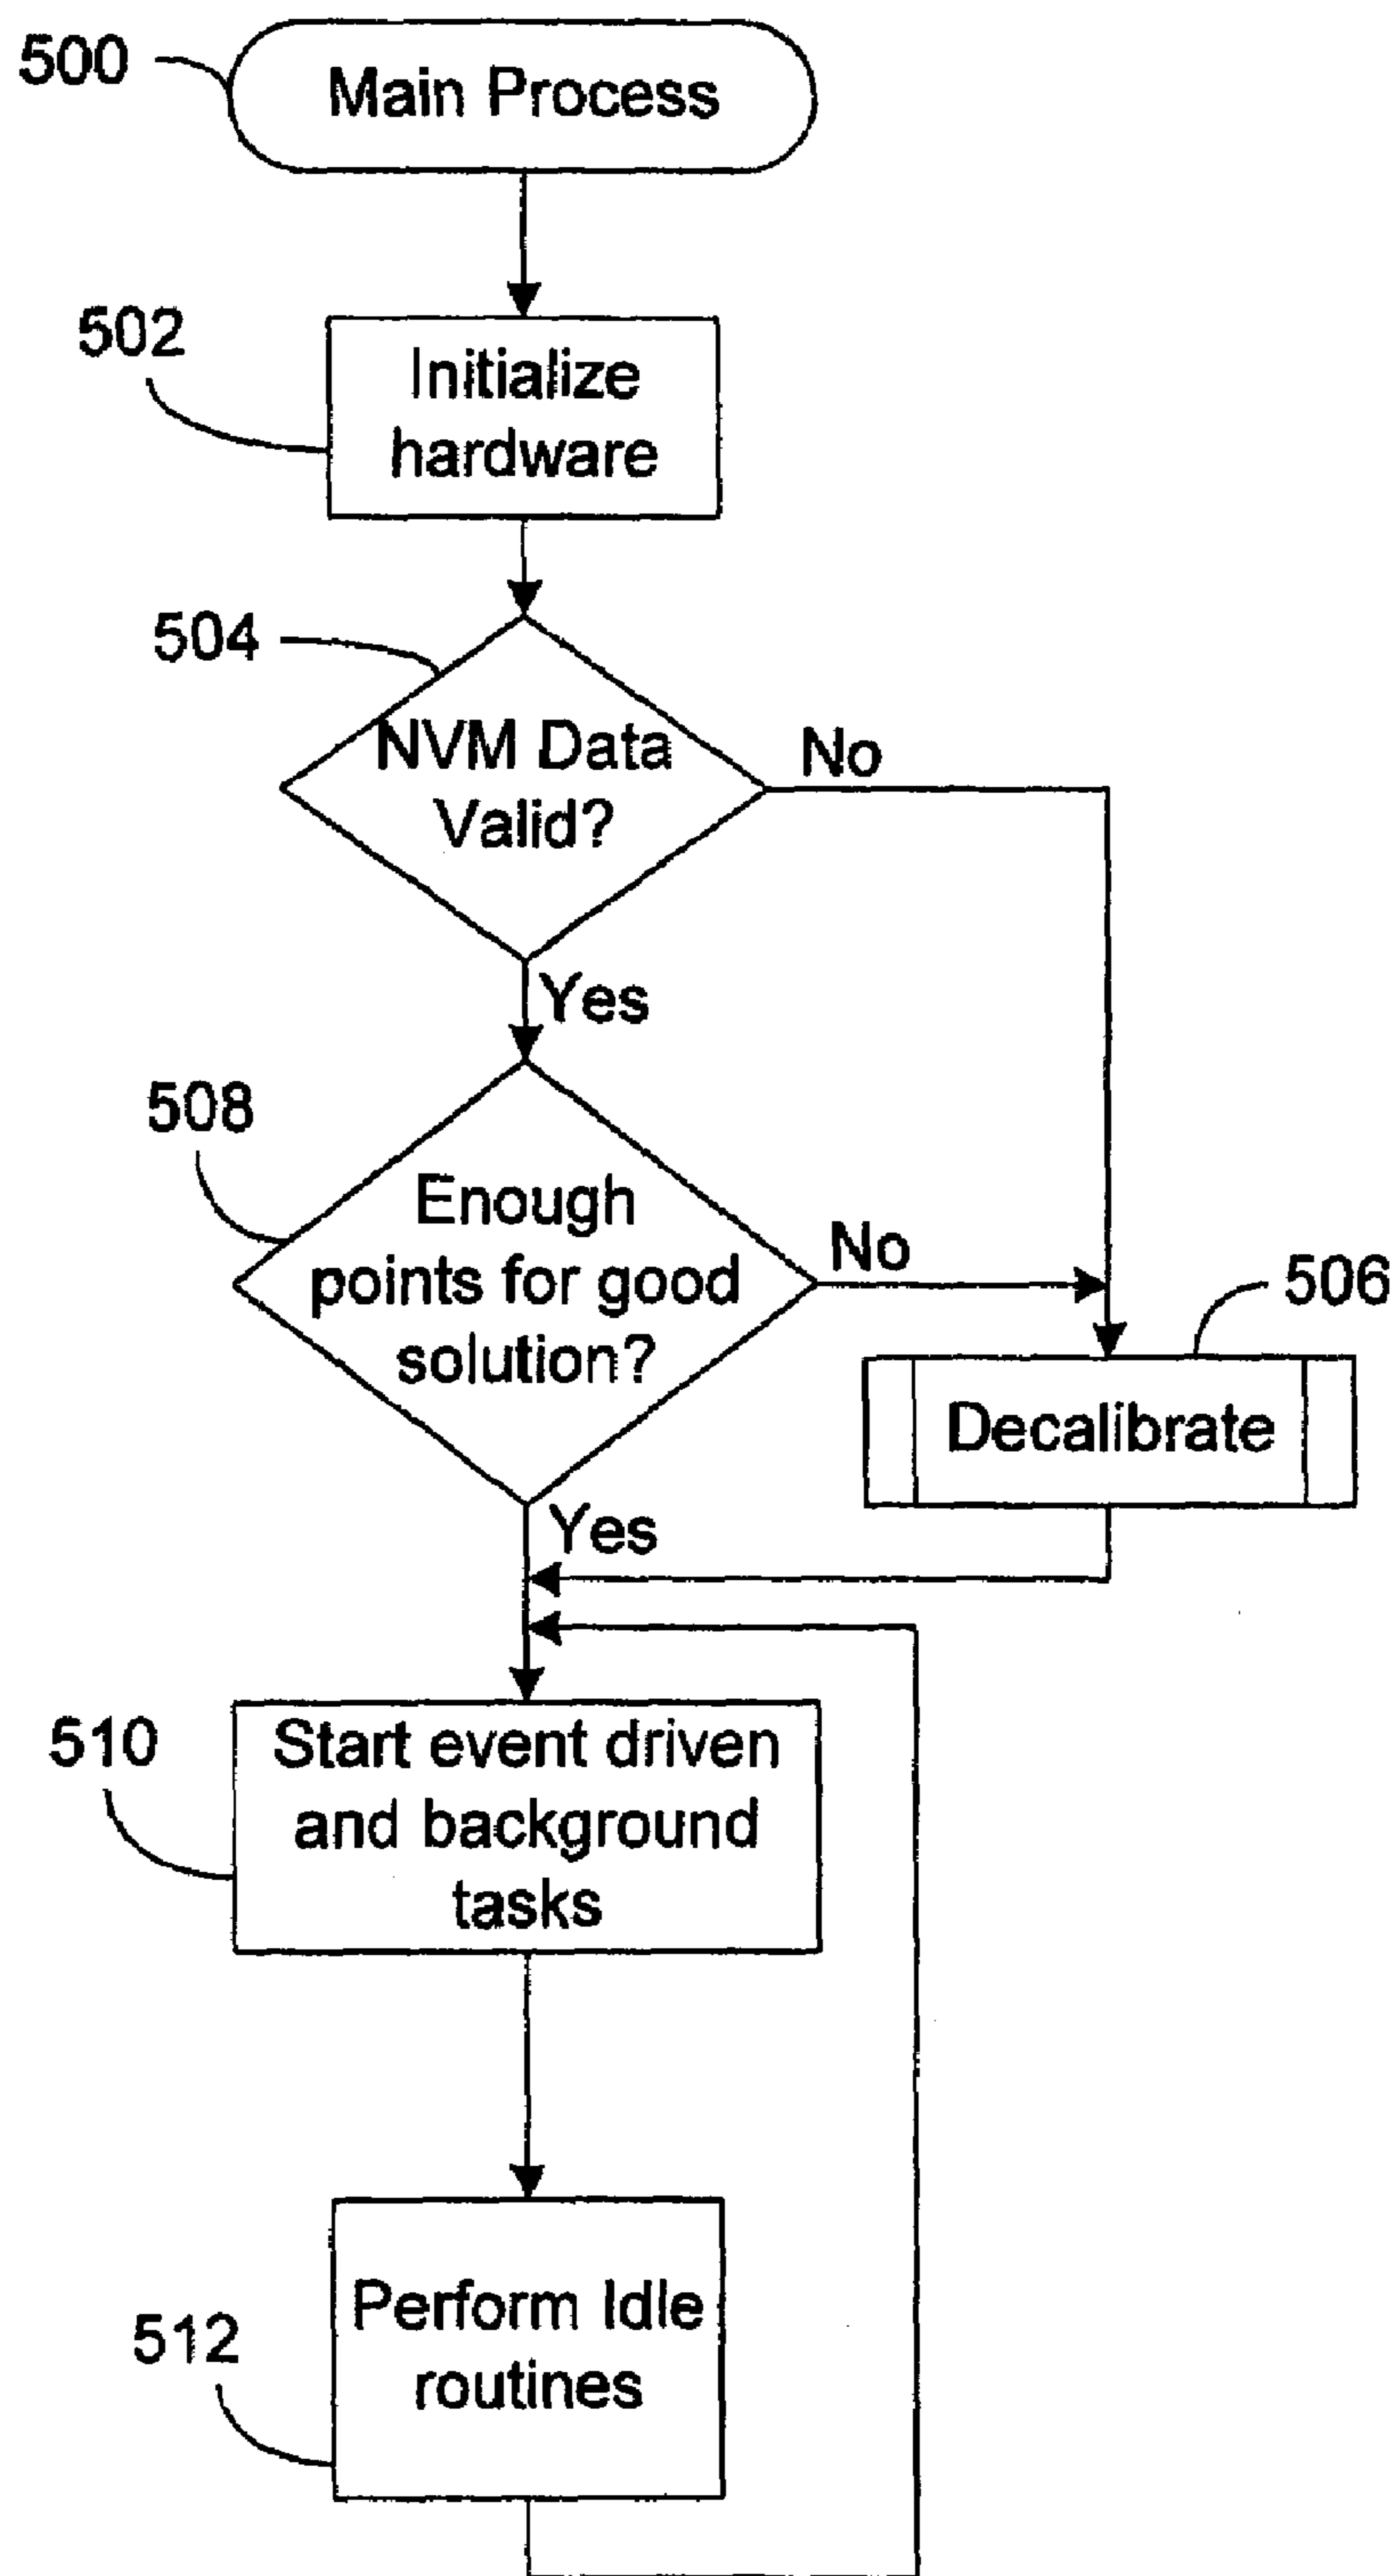 500
Main Process
502
Initialize
hardware
504
NVM Data
Valid?
No
Yes
508
Enough
points for good
solution?
No
506
Decalibrate
Yes
510
Start event driven
and background
tasks
512
Perform Idle
routines